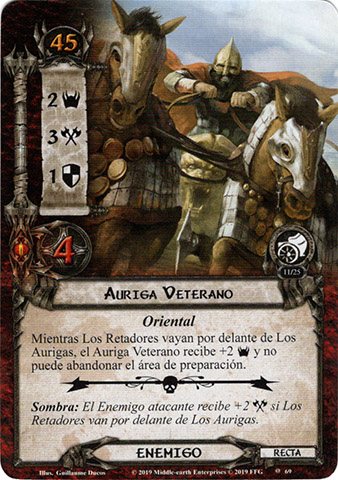 45
2
3
1
4
11/25
Auriga Veterano
Oriental
Mientras Los Retadores vayan por delante de Los
Aurigas, el Auriga Veterano recibe +2 y no
puede abandonar el área de preparación.
Sombra: El Enemigo atacante recibe +2 si Los
Retadores van por delante de Los Aurigas.
ENEMIGO
RECTA
Illus. Guillaume Ducos
© 2019 Middle-earth Enterprises © 2019 FFG
69